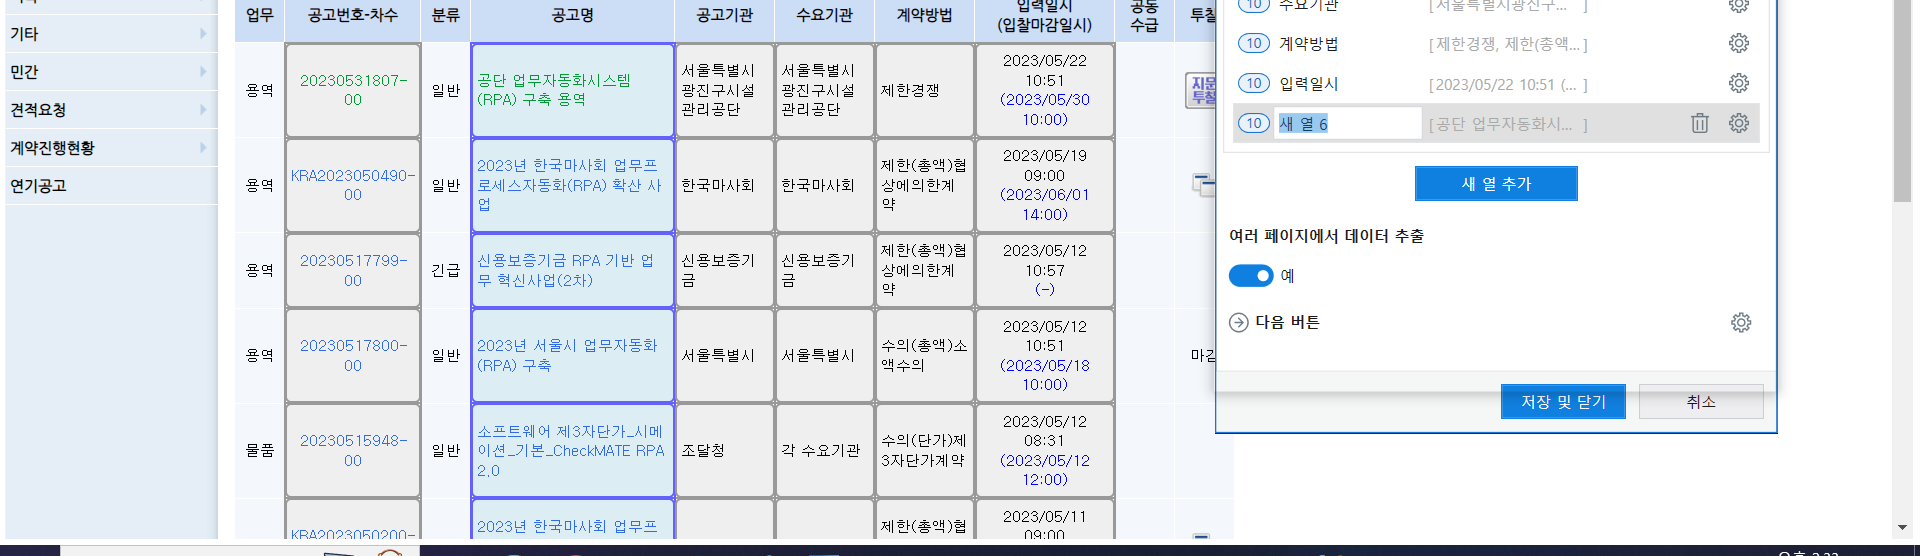 기타
민간
견적요청
계약진행현황
연기공고
업무 공고번호-차수 분류 공고명 공고기관 수요기관 계약방법 입력일시 공동 투찰
(입찰마감일시) 수급
용역
20230531807-
00
일반
공단 업무자동화시스템
(RPA) 구축 용역
서울특별시
광진구시설
관리공단
서울특별시
광진구시설
관리공단
제한경쟁
2023/05/22
10:51
(2023/05/30
10:00)
지문
투찰
용역
KRA2023050490-
00
일반
2023년 한국마사회 업무프
로세스자동화(RPA) 확산 사
업
한국마사회
한국마사회
제한(총액)협
상에의한계
약
2023/05/19
09:00
(2023/06/01
14:00)
용역
20230517799-
00
긴급
신용보증기금 RPA 기반 업
무 혁신사업(2차)
신용보증기
금
신용보증기
금
제한(총액)협
상에의한계
약
2023/05/12
10:57
(-)
용역
20230517800-
00
일반
2023년 서울시 업무자동화
(RPA) 구축
서울특별시
서울특별시
수의(총액)소
액수의
2023/05/12
10:51
(2023/05/18
10:00)
마감
물품
20230515948-
00
일반
소프트웨어 제3자단가_시메
이션_기본_CheckMATE RPA
2.0
조달청
각 수요기관
수의(단가)제
3자단가계약
2023/05/12
08:31
(2023/05/12
12:00)
KRA2023050200-
2023년 한국마사회 업무프
제한(총액)협
2023/05/11
09:00
10 수요기관 [서울특별시광진구... ]
10 계약방법 [제한경쟁, 제한(총액... ]
10 입력일시 [2023/05/22 10:51 (... ]
10 새 열 6 [공단 업무자동화시... ]
새 열 추가
여러 페이지에서 데이터 추출
예
다음 버튼
저장 및 닫기 취소